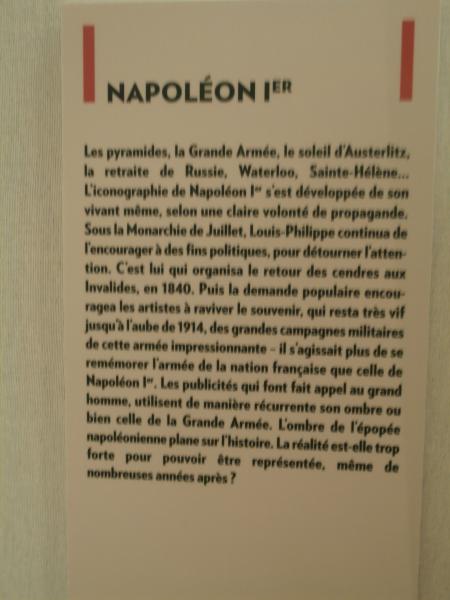 NAPOLÉON IER
Les pyramides, la Grande Armée, le soleil d'Austerlitz,
la retraite de Russie, Waterloo, Sainte-Hélène...
L'iconographie de Napoléon Ier s'est développée de son
vivant même, selon une claire volonté de propagande.
Sous la Monarchie de Juillet, Louis-Philippe continua de
l'encourager à des fins politiques, pour détourner l'atten-
tion. C'est lui qui organisa le retour des cendres aux
Invalides, en 1840. Puis la demande populaire encou-
ragea les artistes à raviver le souvenir, qui resta très vif
jusqu'à l'aube de 1914, des grandes campagnes militaires
de cette armée impressionnante – il s'agissait plus de se
remémorer l'armée de la nation française que celle de
Napoléon Ier. Les publicités qui font fait appel au grand
homme, utilisent de manière récurrente son ombre ou
bien celle de la Grande Armée. L'ombre de l'épopée
napoléonienne plane sur l'histoire. La réalité est-elle trop
forte pour pouvoir être représentée, même de
nombreuses années après ?